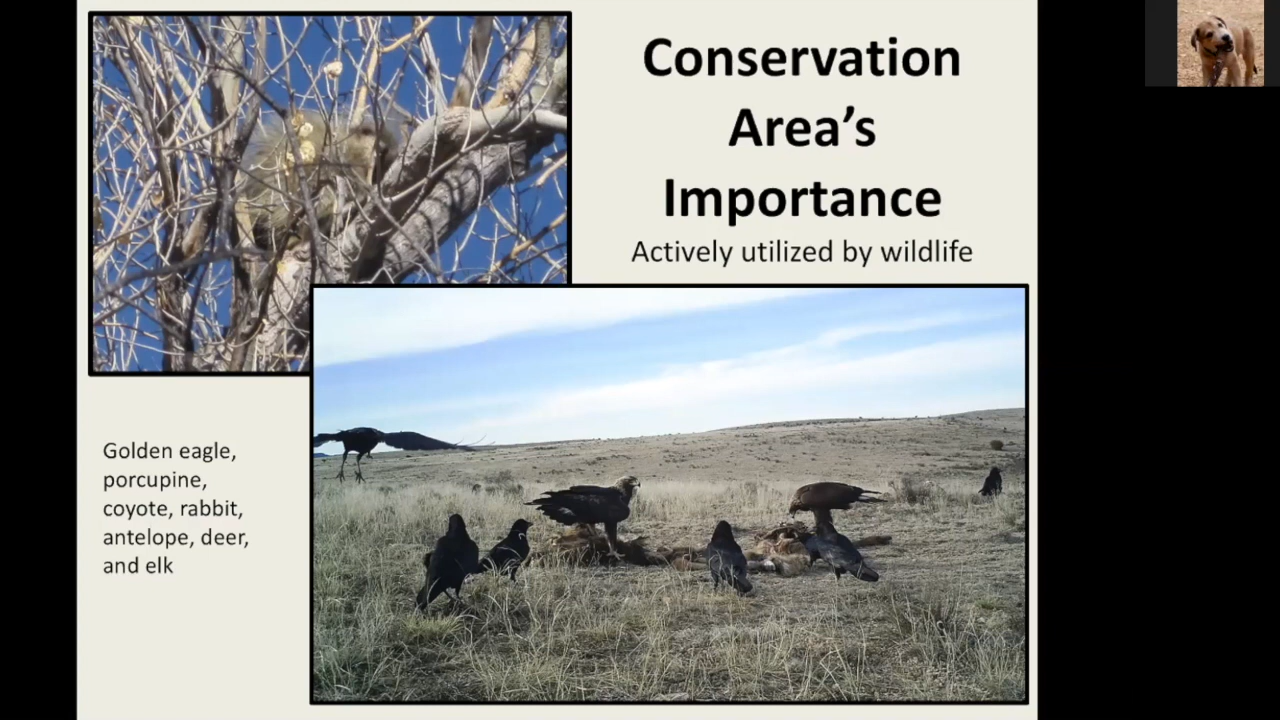 Conservation
Area’s
Importance
Actively utilized by wildlife
Golden eagle,
porcupine,
coyote, rabbit,
antelope, deer,
and elk